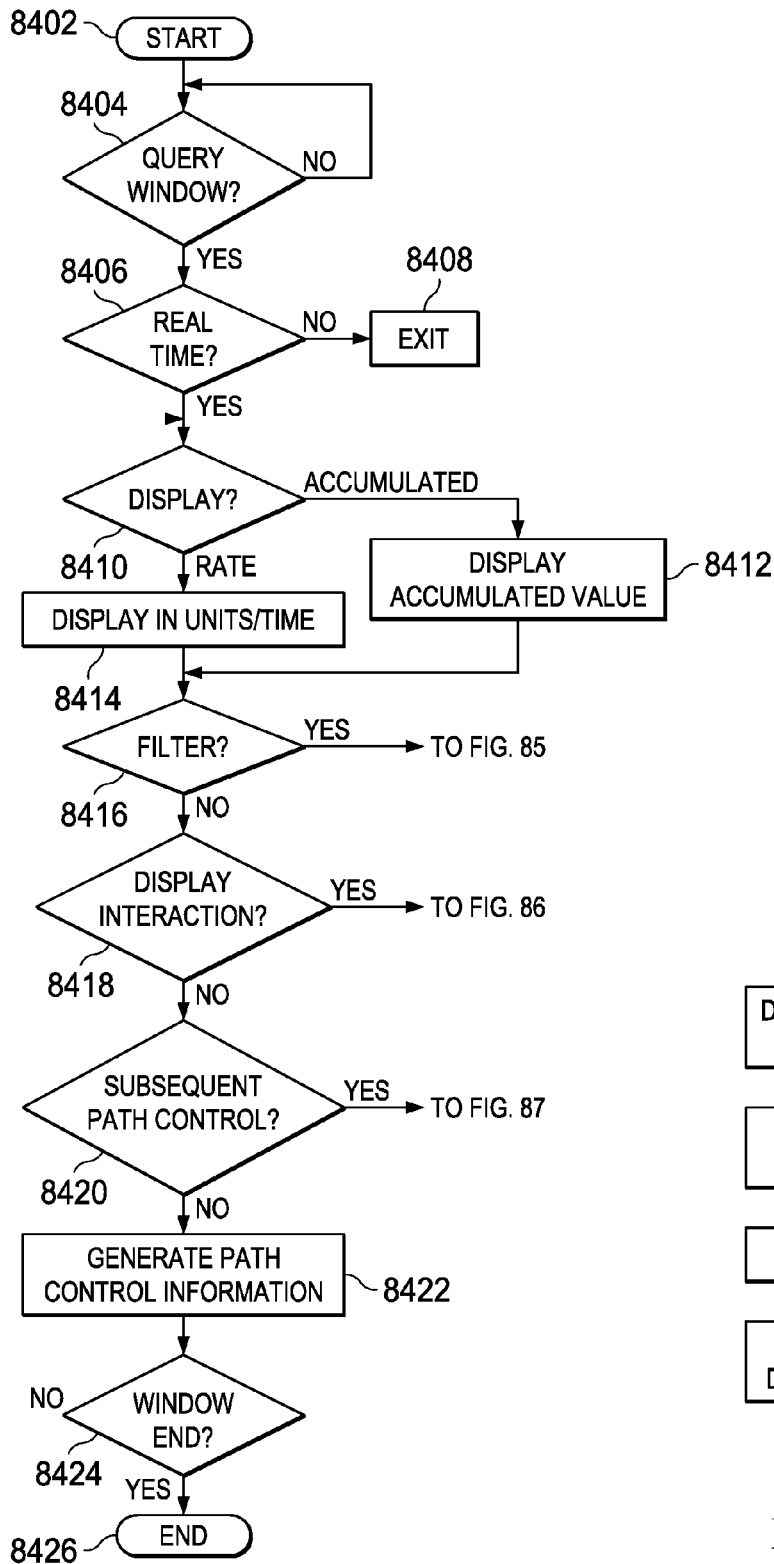 8402
START
8404
QUERY
WINDOW?
NO
YES
8406
REAL
TIME?
NO
8408
EXIT
YES
DISPLAY?
ACCUMULATED
8410
RATE
DISPLAY
ACCUMULATED VALUE
8412
DISPLAY IN UNITS/TIME
8414
FILTER?
YES
TO FIG. 85
8416
NO
DISPLAY
INTERACTION?
YES
TO FIG. 86
8418
NO
SUBSEQUENT
PATH CONTROL?
YES
TO FIG. 87
8420
NO
GENERATE PATH
CONTROL INFORMATION
8422
NO
WINDOW
END?
8424
YES
END
8426
D
D